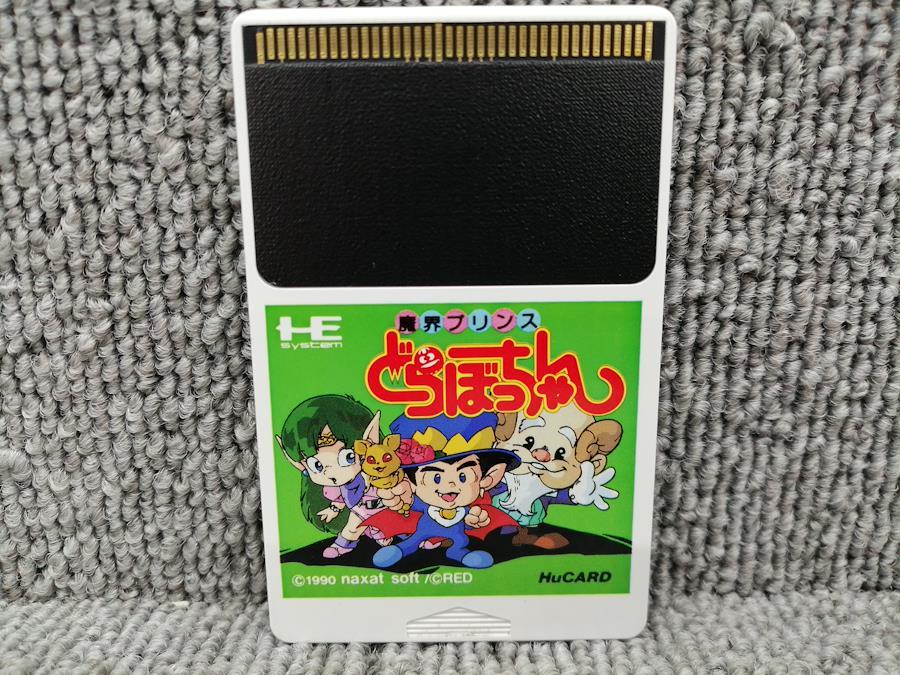 HE
system
魔界プリンス
どらぼっちゃん
©1990 naxat soft /©RED
HuCARD